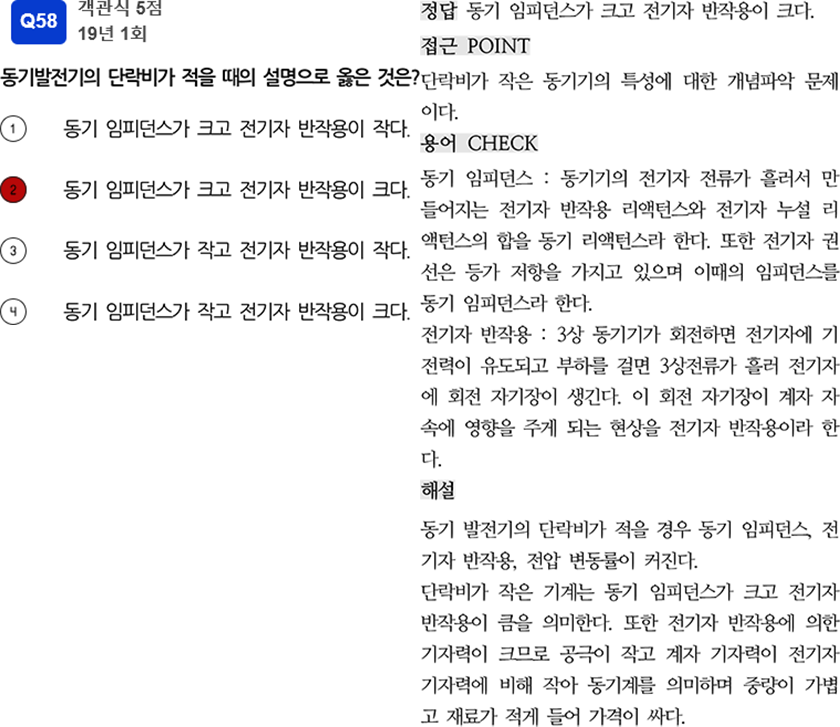 Q58
객관식 5점
19년 1회
동기발전기의 단락비가 적을 때의 설명으로 옳은 것은?
1 동기 임피던스가 크고 전기자 반작용이 작다.
2 동기 임피던스가 크고 전기자 반작용이 크다.
3 동기 임피던스가 작고 전기자 반작용이 작다.
4 동기 임피던스가 작고 전기자 반작용이 크다.
정답 동기 임피던스가 크고 전기자 반작용이 크다.
접근 POINT
단락비가 작은 동기기의 특성에 대한 개념파악 문제
이다.
용어 CHECK
동기 임피던스 : 동기기의 전기자 전류가 흘러서 만
들어지는 전기자 반작용 리액턴스와 전기자 누설 리
액턴스의 합을 동기 리액턴스라 한다. 또한 전기자 권
선은 등가 저항을 가지고 있으며 이때의 임피던스를
동기 임피던스라 한다.
전기자 반작용 : 3상 동기기가 회전하면 전기자에 기
전력이 유도되고 부하를 걸면 3상전류가 흘러 전기자
에 회전 자기장이 생긴다. 이 회전 자기장이 계자 자
속에 영향을 주게 되는 현상을 전기자 반작용이라 한
다.
해설
동기 발전기의 단락비가 적을 경우 동기 임피던스, 전
기자 반작용, 전압 변동률이 커진다.
단락비가 작은 기계는 동기 임피던스가 크고 전기자
반작용이 큼을 의미한다. 또한 전기자 반작용에 의한
기자력이 크므로 공극이 작고 계자 기자력이 전기자
기자력에 비해 작아 동기계를 의미하며 중량이 가볍
고 재료가 적게 들어 가격이 싸다.